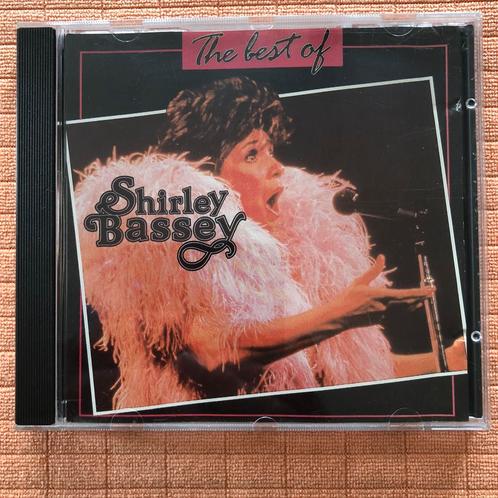 The best of
Shirley
Bassey